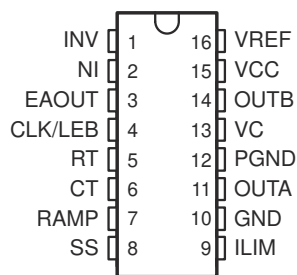 INV 1 16 VREF
NI 2 15 VCC
EAOUT 3 14 OUTB
CLK/LEB 4 13 VC
RT 5 12 PGND
CT 6 11 OUTA
RAMP 7 10 GND
SS 8 9 ILIM